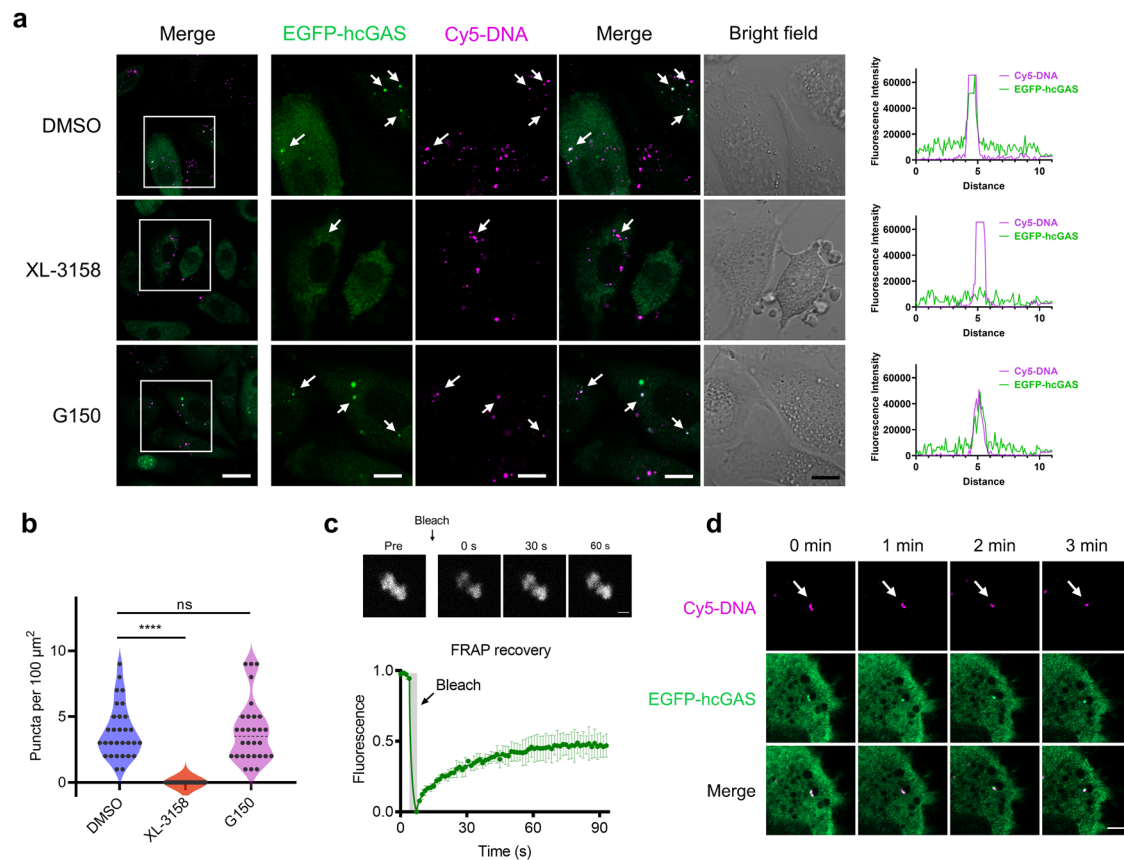 a
Merge
EGFP-hcGAS
Cy5-DNA
Merge
Bright field
DMSO
Fluorescence Intensity
60000
40000
20000
0
0
5
10
Distance
Cy5-DNA
EGFP-hcGAS
XL-3158
Fluorescence Intensity
60000
40000
20000
0
0
5
10
Distance
Cy5-DNA
EGFP-hcGAS
G150
Fluorescence Intensity
60000
40000
20000
0
0
5
10
Distance
Cy5-DNA
EGFP-hcGAS
b
Puncta per 100 µm²
10
5
0
ns
****
DMSO
XL-3158
G150
c
Bleach
Pre
0 s
30 s
60 s
FRAP recovery
Bleach
Fluorescence
1.0
0.5
0.0
0
30
60
90
Time (s)
d
0 min
1 min
2 min
3 min
Cy5-DNA
EGFP-hcGAS
Merge